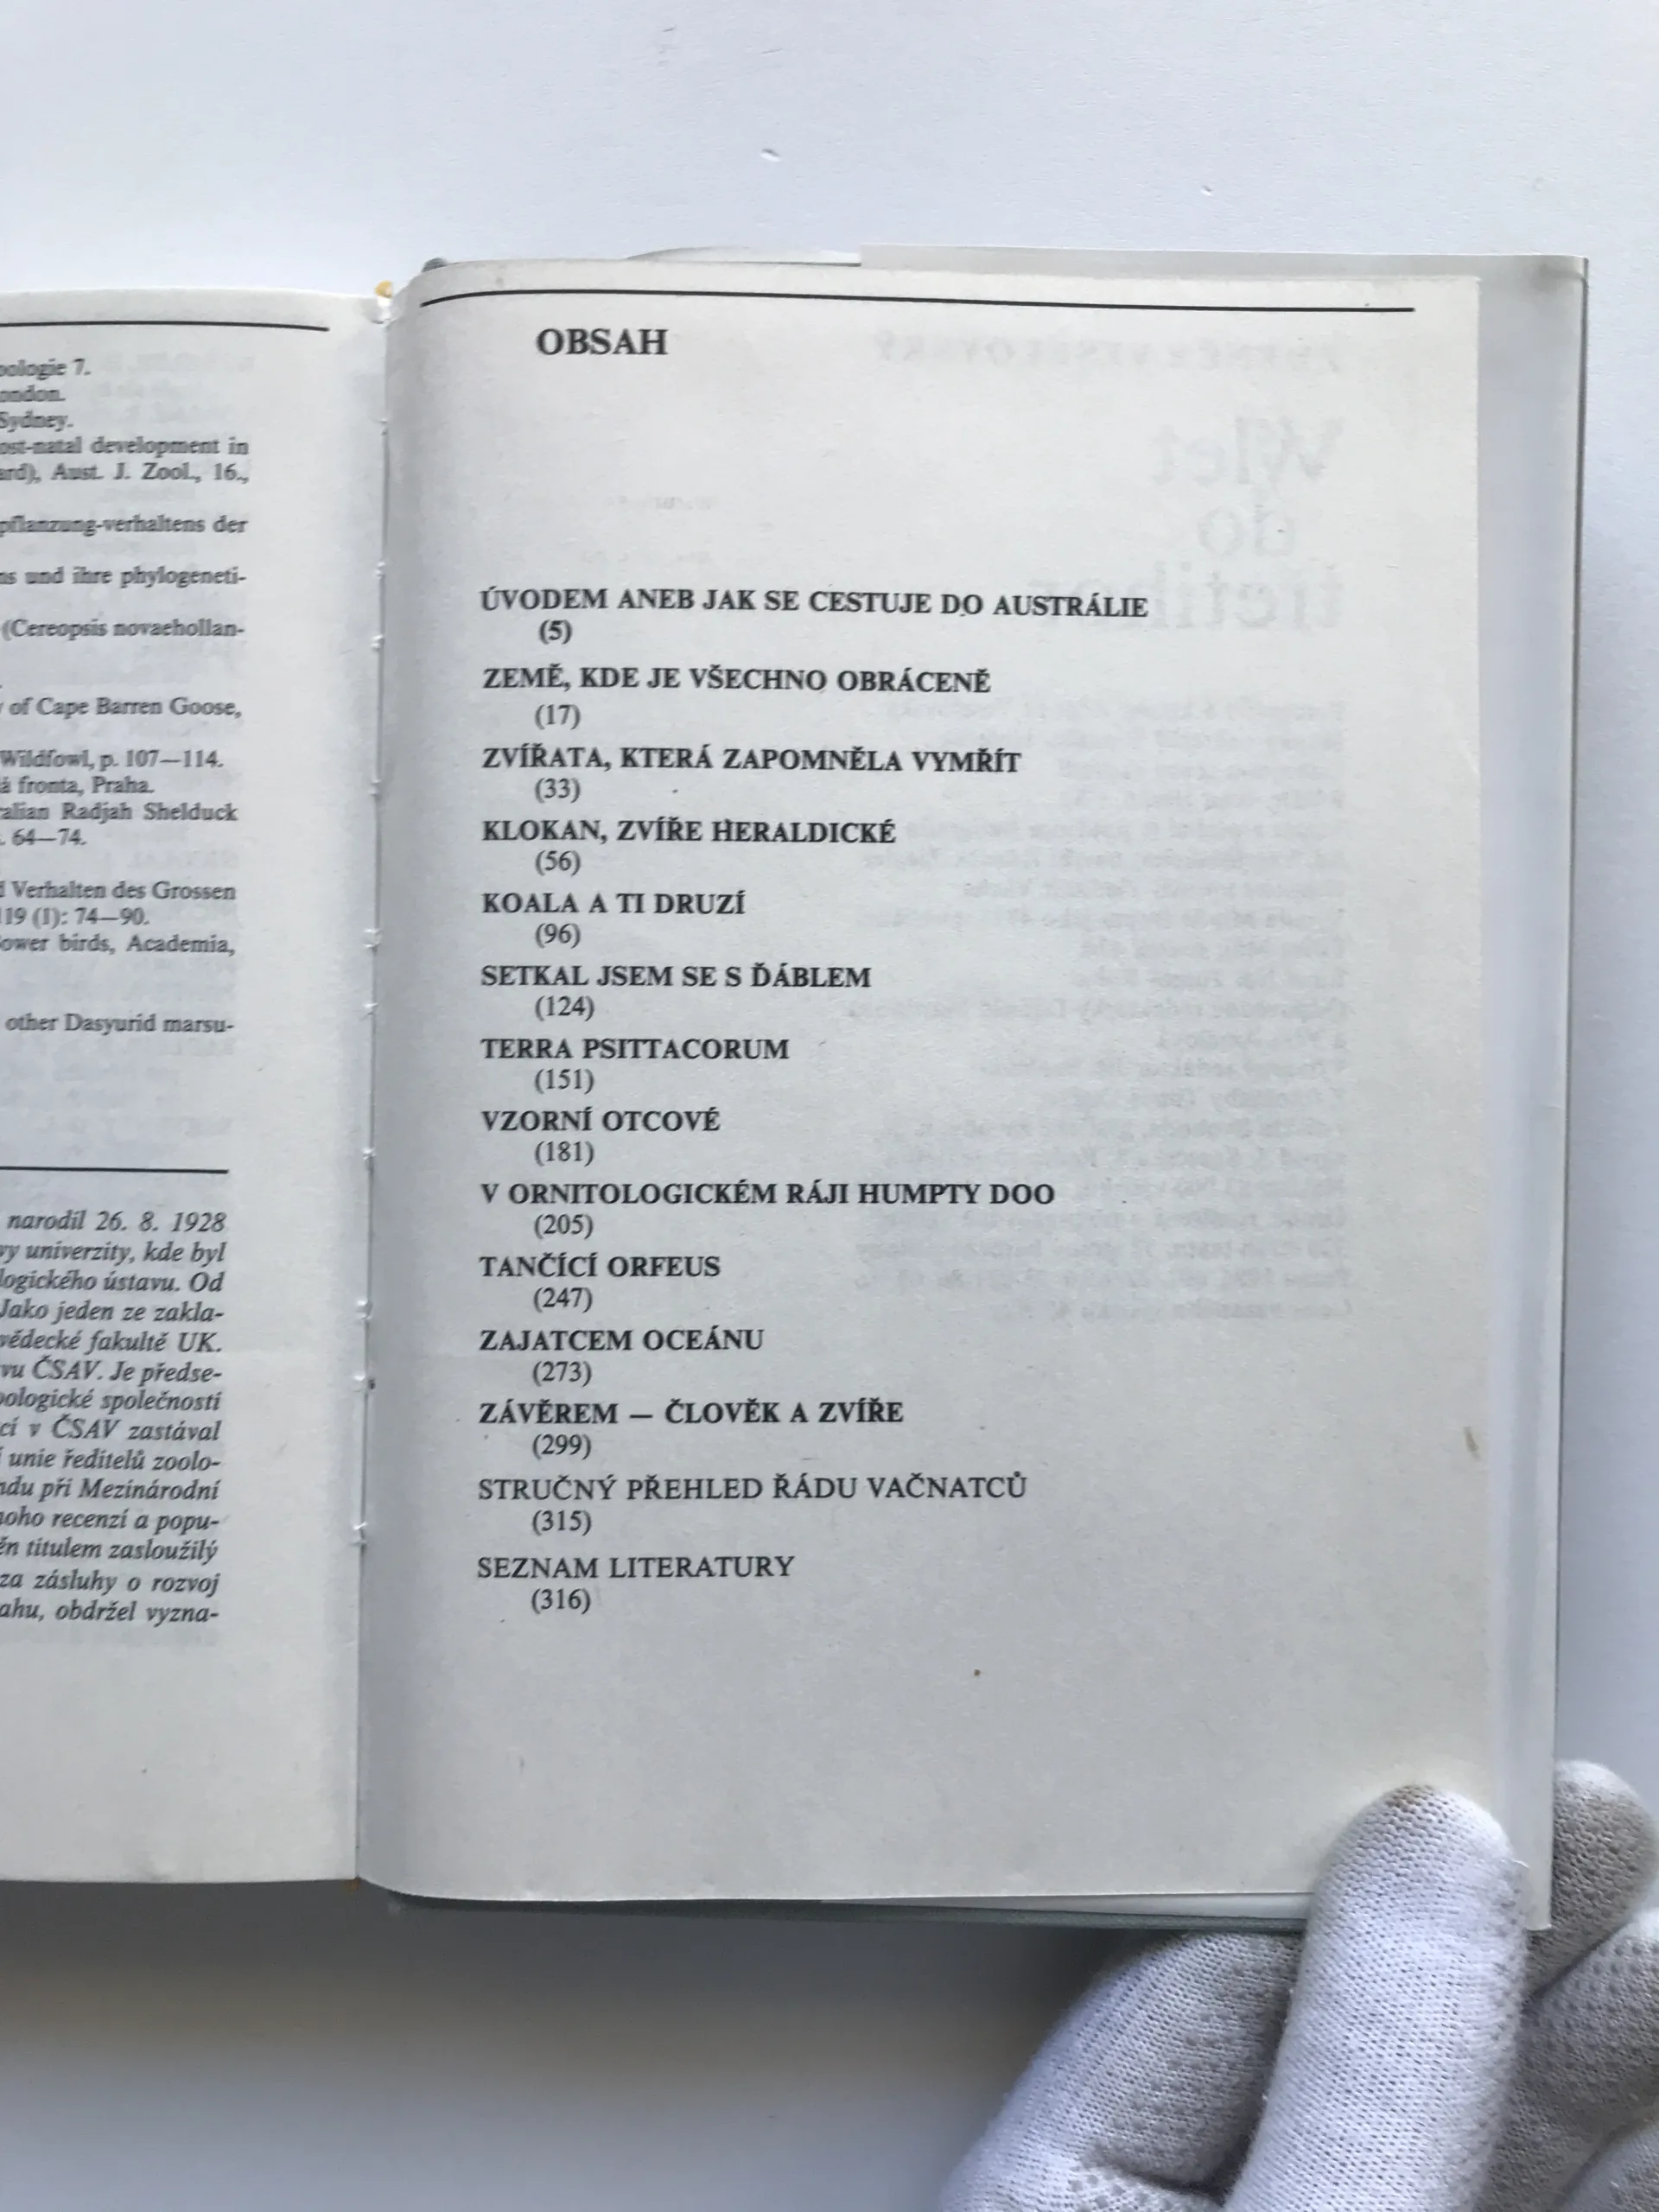 ologie 7.
ondon.
Sydney.
ost-natal development in
ard), Aust. J. Zool., 16.,
pflanzung-verhaltens der
ns und ihre phylogeneti-
(Cereopsis novaehollan-
of Cape Barren Goose,
Wildfowl, p. 107—114.
á fronta, Praha.
ralian Radjah Shelduck
. 64—74.
d Verhalten des Grossen
119 (I): 74—90.
ower birds, Academia,
other Dasyurid marsu-
narodil 26. 8. 1928
vy univerzity, kde byl
logického ústavu. Od
Jako jeden ze zakla-
vědecké fakultě UK.
vu ČSAV. Je předse-
oologické společnosti
cí v ČSAV zastával
í unie ředitelů zoolo-
ndu při Mezinárodní
noho recenzí a popu-
ěn titulem zasloužilý
za zásluhy o rozvoj
ahu, obdržel vyzna-
OBSAH
ÚVODEM ANEB JAK SE CESTUJE DO AUSTRÁLIE
(5)
ZEMĚ, KDE JE VŠECHNO OBRÁCENĚ
(17)
ZVÍŘATA, KTERÁ ZAPOMNĚLA VYMŘÍT
(33)
KLOKAN, ZVÍŘE HERALDICKÉ
(56)
KOALA A TI DRUZÍ
(96)
SETKAL JSEM SE S ĎÁBLEM
(124)
TERRA PSITTACORUM
(151)
VZORNÍ OTCOVÉ
(181)
V ORNITOLOGICKÉM RÁJI HUMPTY DOO
(205)
TANČÍCÍ ORFEUS
(247)
ZAJATCEM OCEÁNU
(273)
ZÁVĚREM — ČLOVĚK A ZVÍŘE
(299)
STRUČNÝ PŘEHLED ŘÁDU VAČNATCŮ
(315)
SEZNAM LITERATURY
(316)